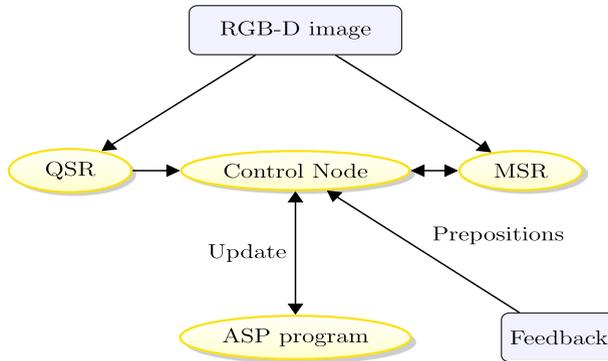 RGB-D image
QSR
Control Node
MSR
Prepositions
Update
ASP program
Feedback